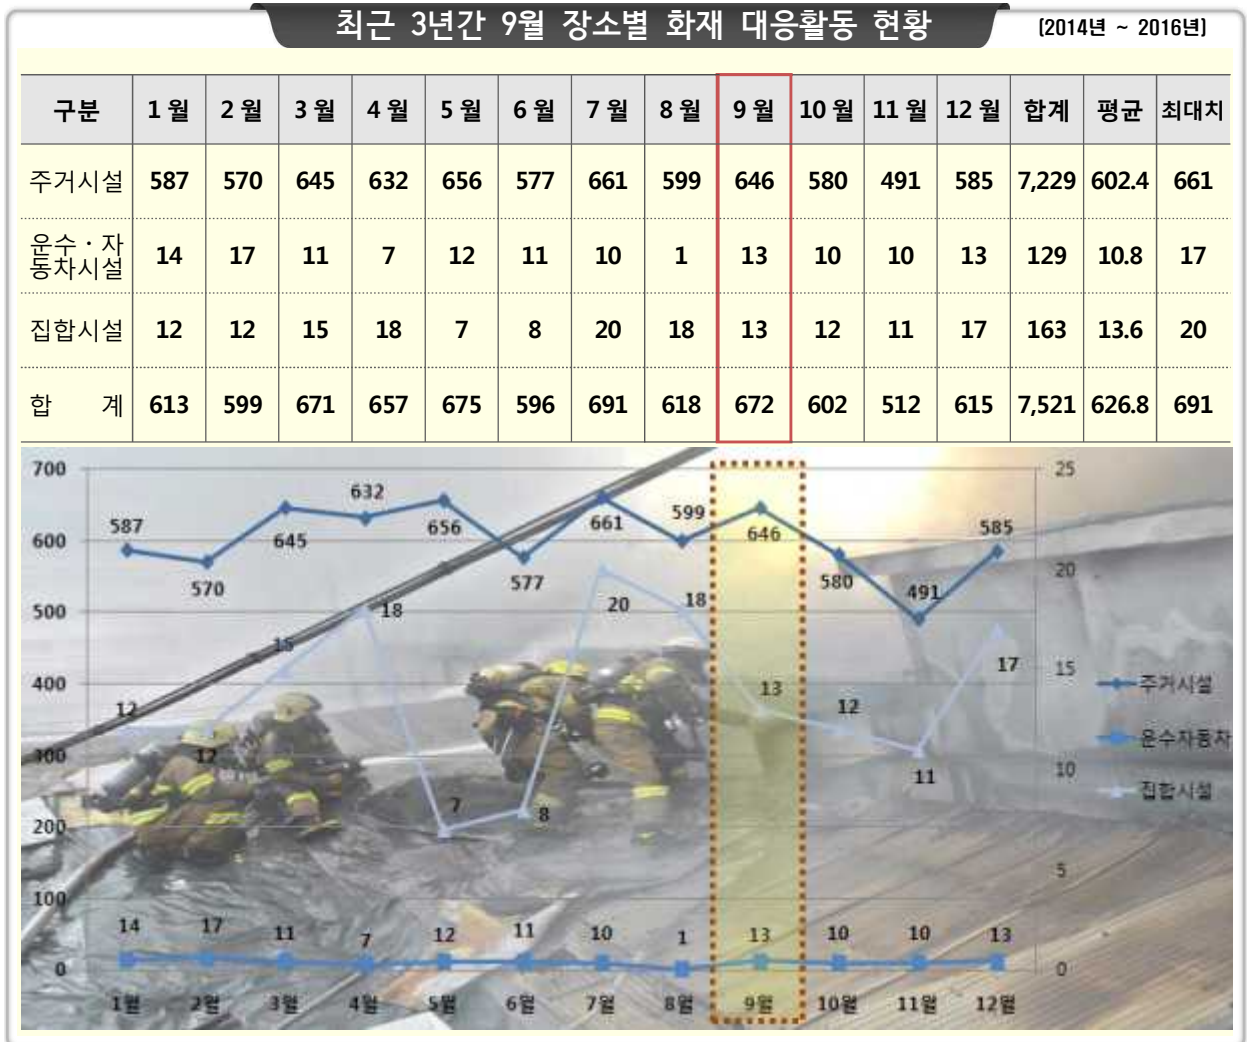 최근 3년간 9월 장소별 화재 대응활동 현황
(2014년 ~ 2016년)
구분 1월 2월 3월 4월 5월 6월 7월 8월 9월 10월 11월 12월 합계 평균 최대치
주거시설 587 570 645 632 656 577 661 599 646 580 491 585 7,229 602.4 661
운수·자동차시설 14 17 11 7 12 11 10 1 13 10 10 13 129 10.8 17
집합시설 12 12 15 18 7 8 20 18 13 12 11 17 163 13.6 20
합 계 613 599 671 657 675 596 691 618 672 602 512 615 7,521 626.8 691
700
600
500
400
300
200
100
0
587 570 645 632 656 577 661 599 646 580 491 585
12 12 15 18 7 8 20 18 13 12 11 17
14 17 11 7 12 11 10 1 13 10 10 13
1월 2월 3월 4월 5월 6월 7월 8월 9월 10월 11월 12월
25
20
15
10
5
0
주거시설
운수자동차
집합시설